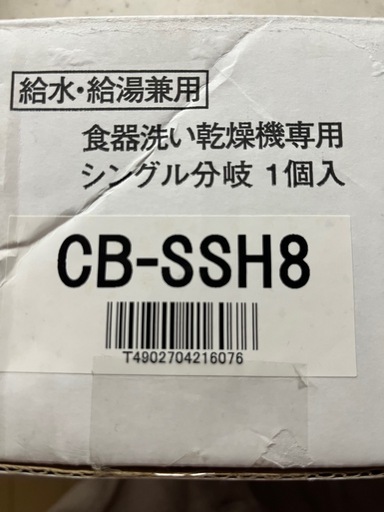 給水・給湯兼用
食器洗い乾燥機専用
シングル分岐 1個入
CB-SSH8
T4902704216076